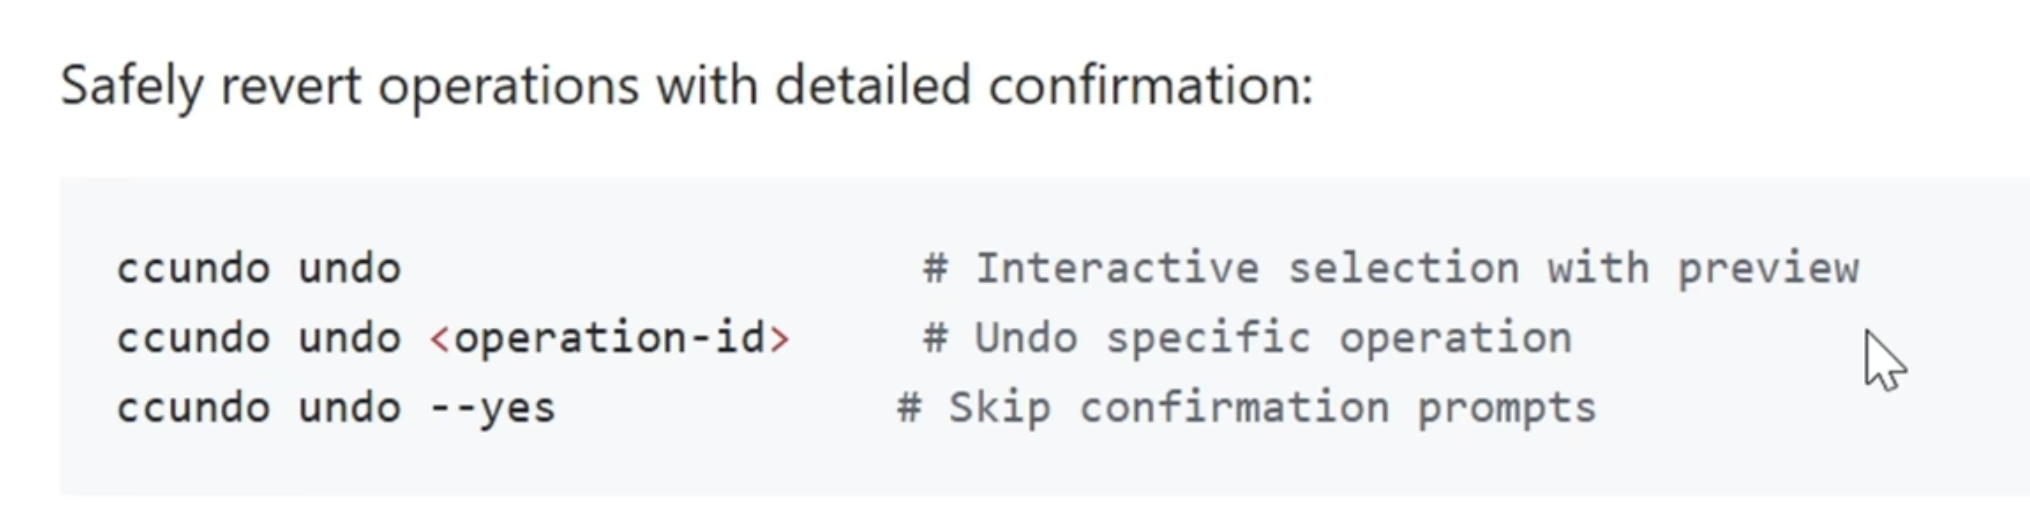 Safely revert operations with detailed confirmation:
ccundo undo # Interactive selection with preview
ccundo undo <operation-id> # Undo specific operation
ccundo undo --yes # Skip confirmation prompts